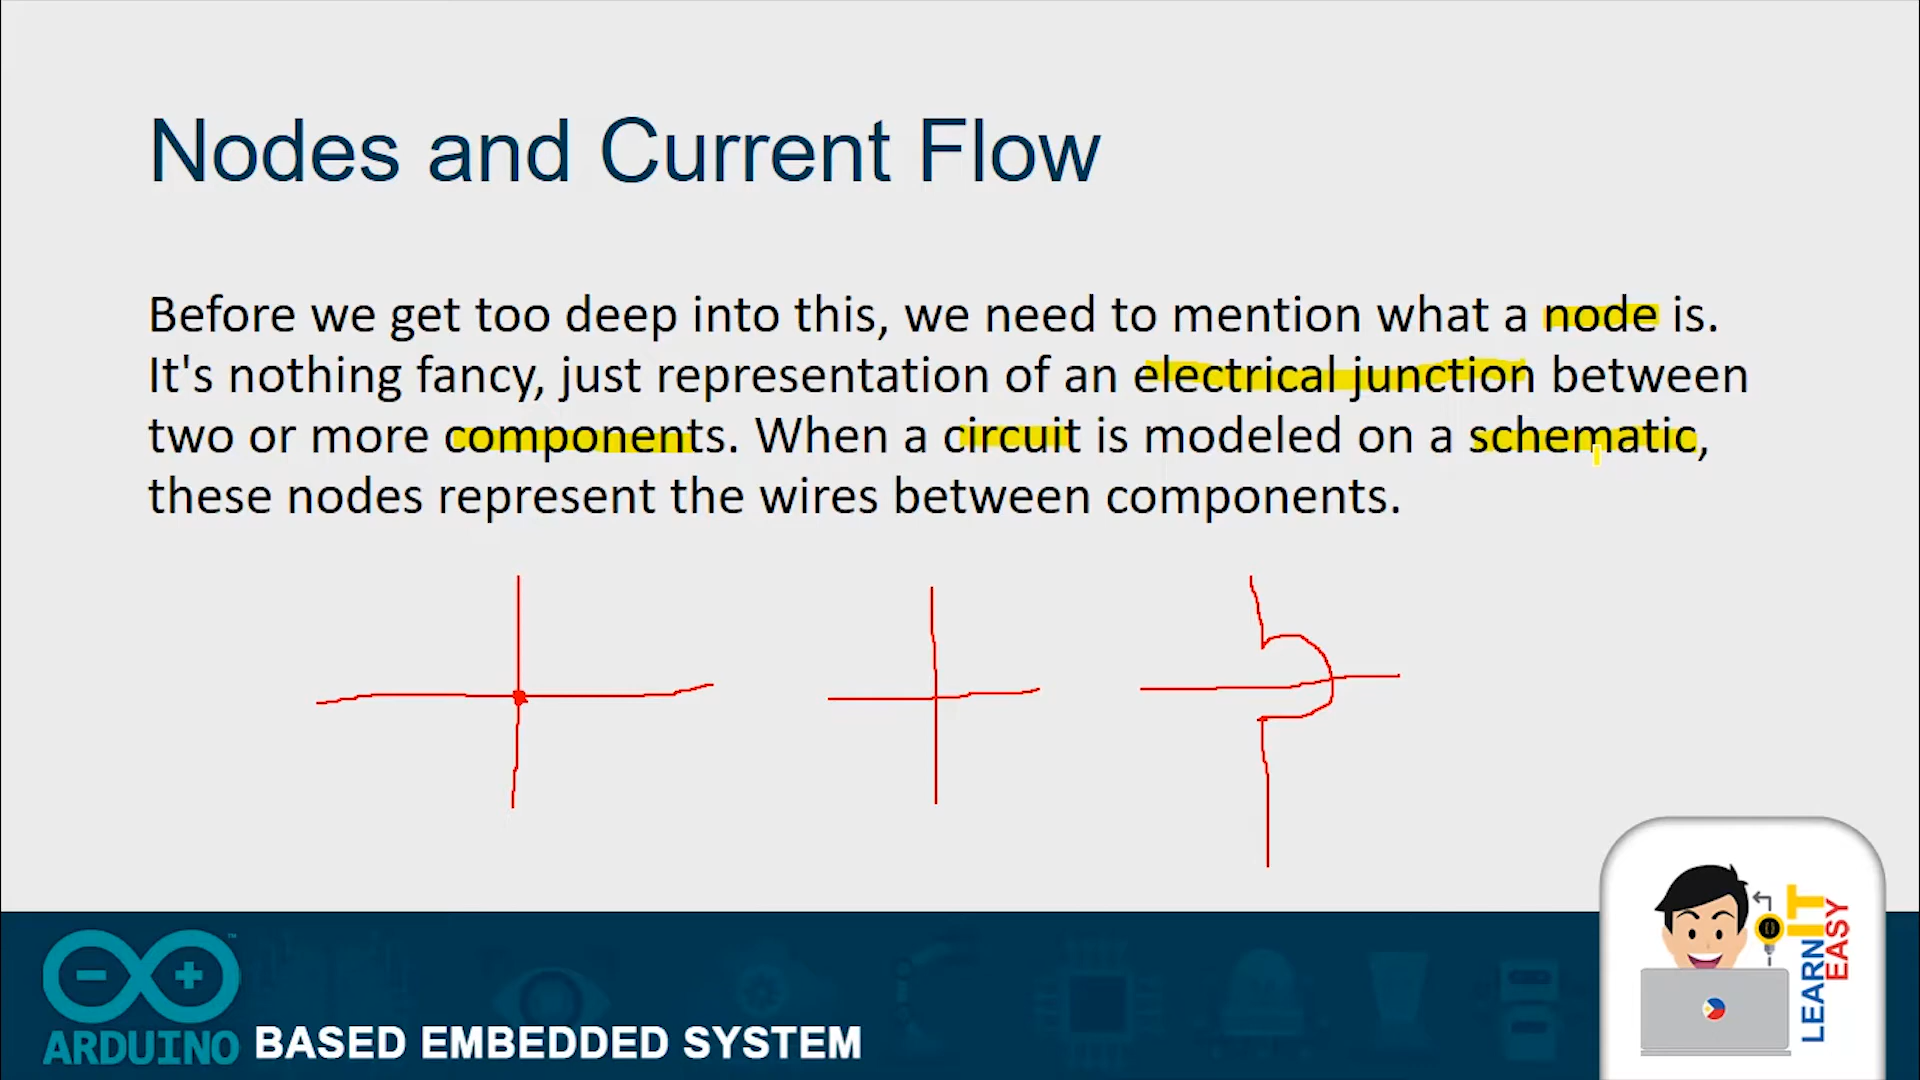 Nodes and Current Flow
Before we get too deep into this, we need to mention what a node is.
It's nothing fancy, just representation of an electrical junction between
two or more components. When a circuit is modeled on a schematic,
these nodes represent the wires between components.
ARDUINO
™
BASED EMBEDDED SYSTEM
LEARN IT
EASY